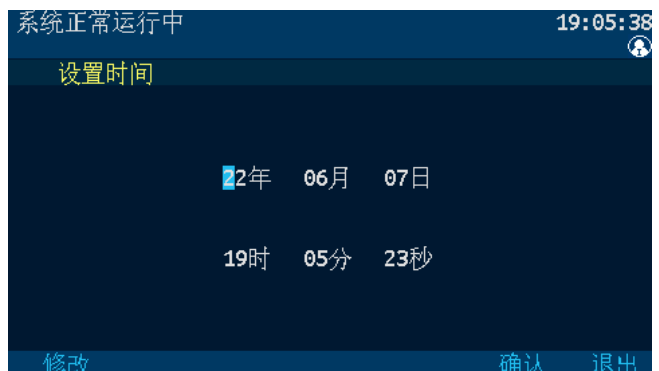 系统正常运行中 19:05:38
设置时间
22年 06月 07日
19时 05分 23秒
修改 确认 退出